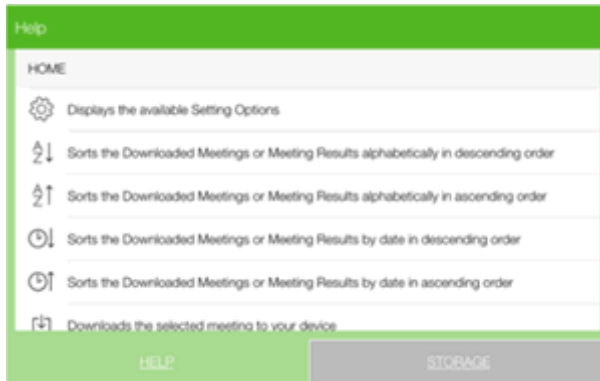 Help
HOME
Displays the available Setting Options
Sorts the Downloaded Meetings or Meeting Results alphabetically in descending order
Sorts the Downloaded Meetings or Meeting Results alphabetically in ascending order
Sorts the Downloaded Meetings or Meeting Results by date in descending order
Sorts the Downloaded Meetings or Meeting Results by date in ascending order
Downloads the selected meeting to your device
HELP STORAGE